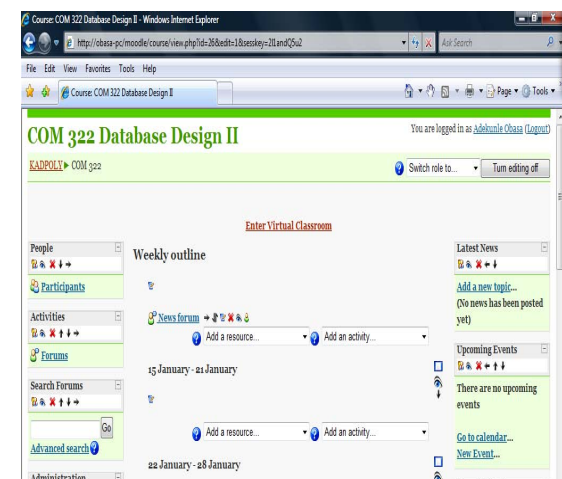 Course: COM 322 Database Design II - Windows Internet Explorer
http://obasa-pc/moodle/course/view.php?id=26&edit=1&sesskey=2l1andQ5u2
Ask Search
File Edit View Favorites Tools Help
Course: COM 322 Database Design II
Page Tools
COM 322 Database Design II
You are logged in as Adekunle Obasa (Logout)
KADPOLY ► COM 322
Switch role to...
Turn editing off
Enter Virtual Classroom
People
Participants
Activities
Forums
Search Forums
Go
Advanced search
Administration
Weekly outline
News forum
Add a resource... Add an activity...
15 January - 21 January
Add a resource... Add an activity...
22 January - 28 January
Latest News
Add a new topic...
(No news has been posted
yet)
Upcoming Events
There are no upcoming
events
Go to calendar...
New Event...